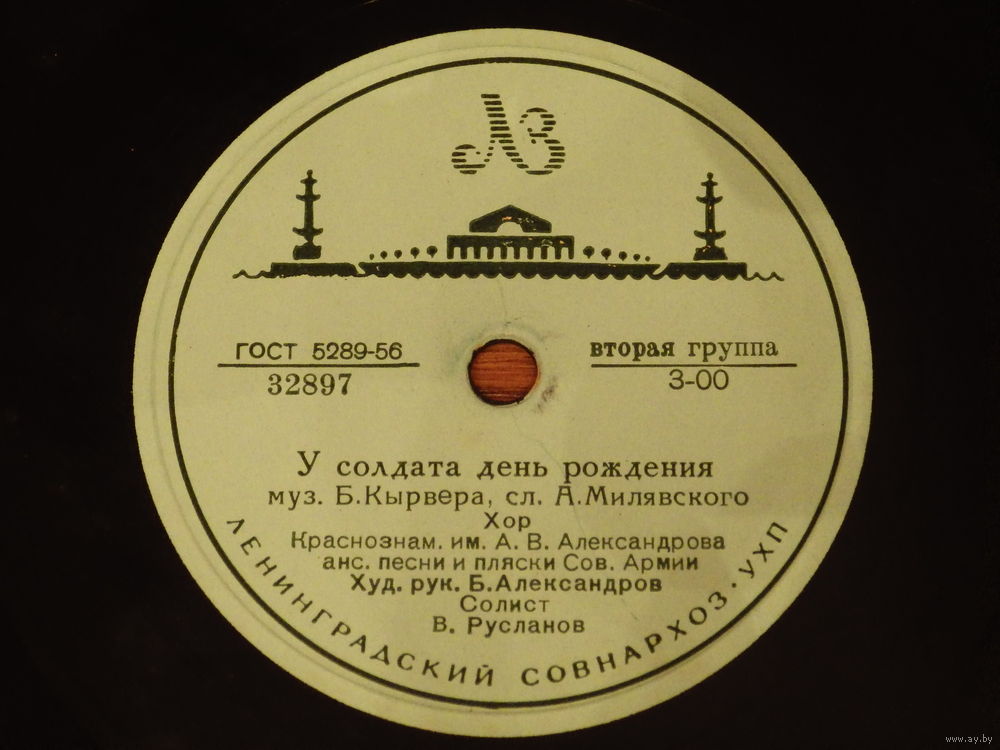 ЛЗ
ГОСТ 5289-56
32897
вторая группа
3-00
У солдата день рождения
муз. Б.Кырвера, сл. А.Милявского
Хор
Краснознам. им. А. В. Александрова
анс. песни и пляски Сов. Армии
Худ. рук. Б.Александров
Солист
В. Русланов
ЛЕНИНГРАДСКИЙ СОВНАРХОЗ · УХП
www.ay.by